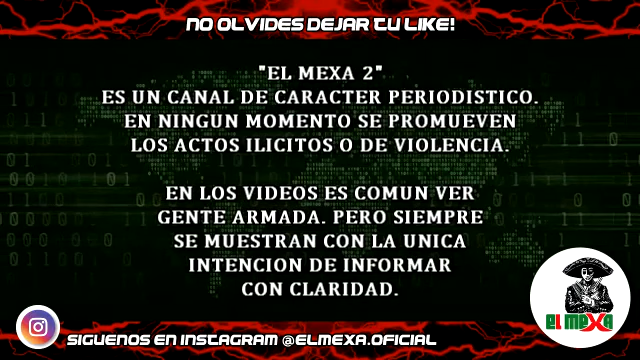 NO OLVIDES DEJAR TU LIKE!
"EL MEXA 2"
ES UN CANAL DE CARACTER PERIODISTICO.
EN NINGUN MOMENTO SE PROMUEVEN
LOS ACTOS ILICITOS O DE VIOLENCIA.
EN LOS VIDEOS ES COMUN VER
GENTE ARMADA. PERO SIEMPRE
SE MUESTRAN CON LA UNICA
INTENCION DE INFORMAR
CON CLARIDAD.
EL MEXA
SIGUENOS EN INSTAGRAM @ELMEXA.OFICIAL